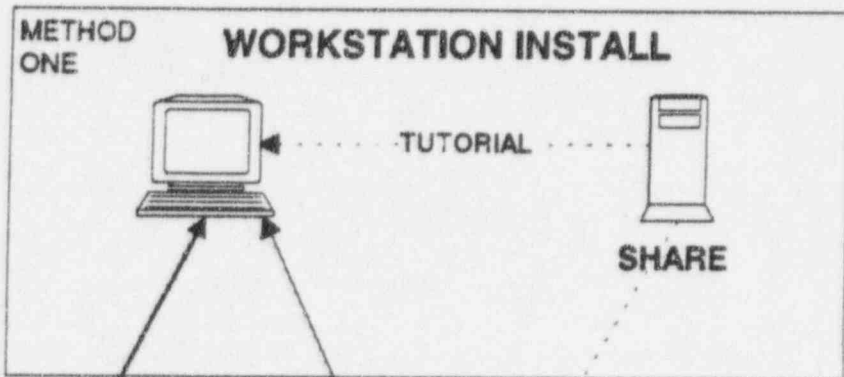 METHOD
ONE
WORKSTATION INSTALL
TUTORIAL
SHARE